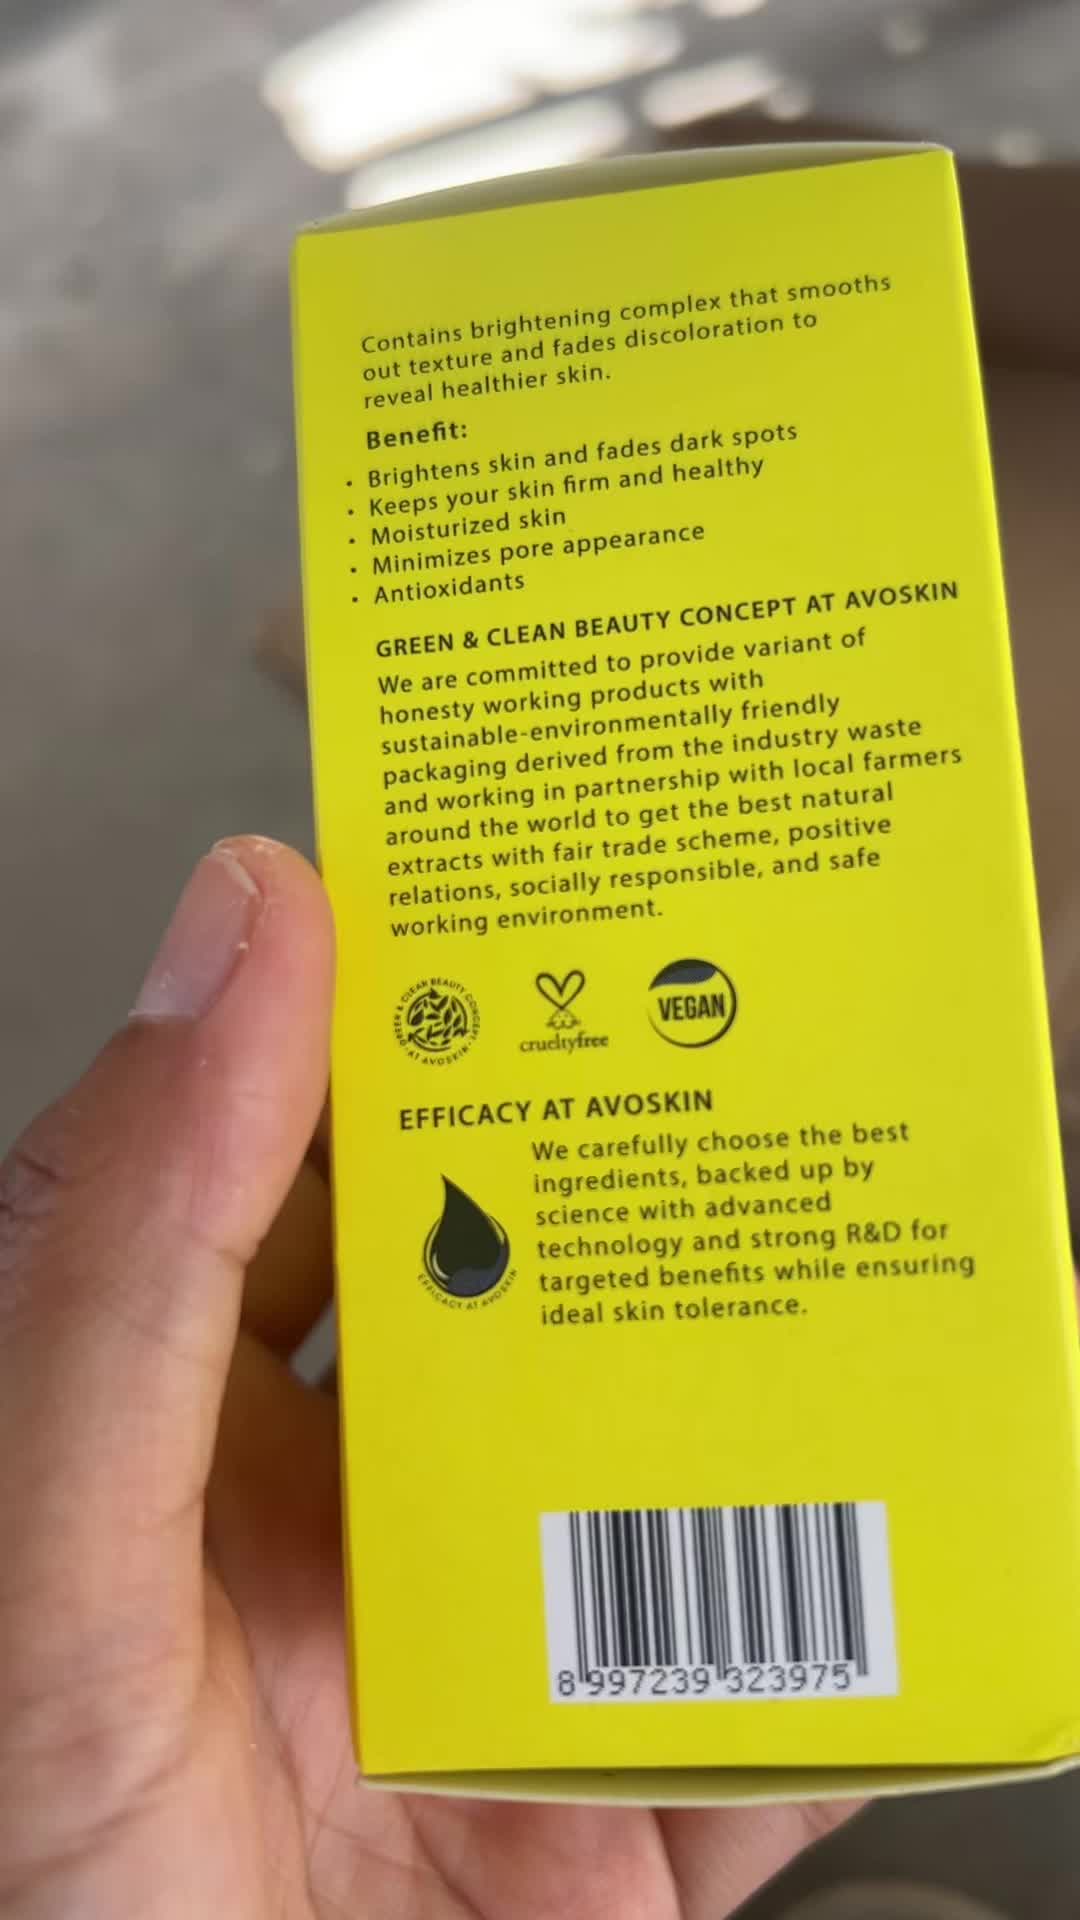 Contains brightening complex that smooths
out texture and fades discoloration to
reveal healthier skin.
Benefit:
• Brightens skin and fades dark spots
• Keeps your skin firm and healthy
• Moisturized skin
• Minimizes pore appearance
• Antioxidants
GREEN & CLEAN BEAUTY CONCEPT AT AVOSKIN
We are committed to provide variant of
honesty working products with
sustainable-environmentally friendly
packaging derived from the industry waste
and working in partnership with local farmers
around the world to get the best natural
extracts with fair trade scheme, positive
relations, socially responsible, and safe
working environment.
GREEN & CLEAN BEAUTY CONCEPT
• AT AVOSKIN •
crueltyfree
VEGAN
EFFICACY AT AVOSKIN
We carefully choose the best
ingredients, backed up by
science with advanced
technology and strong R&D for
targeted benefits while ensuring
ideal skin tolerance.
EFFICACY AT AVOSKIN
8 997239 323975